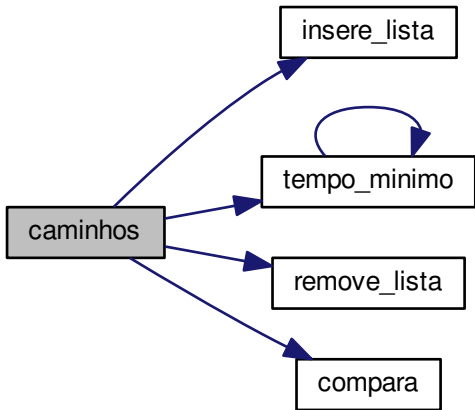 insere_lista
tempo_minimo
caminhos
remove_lista
compara